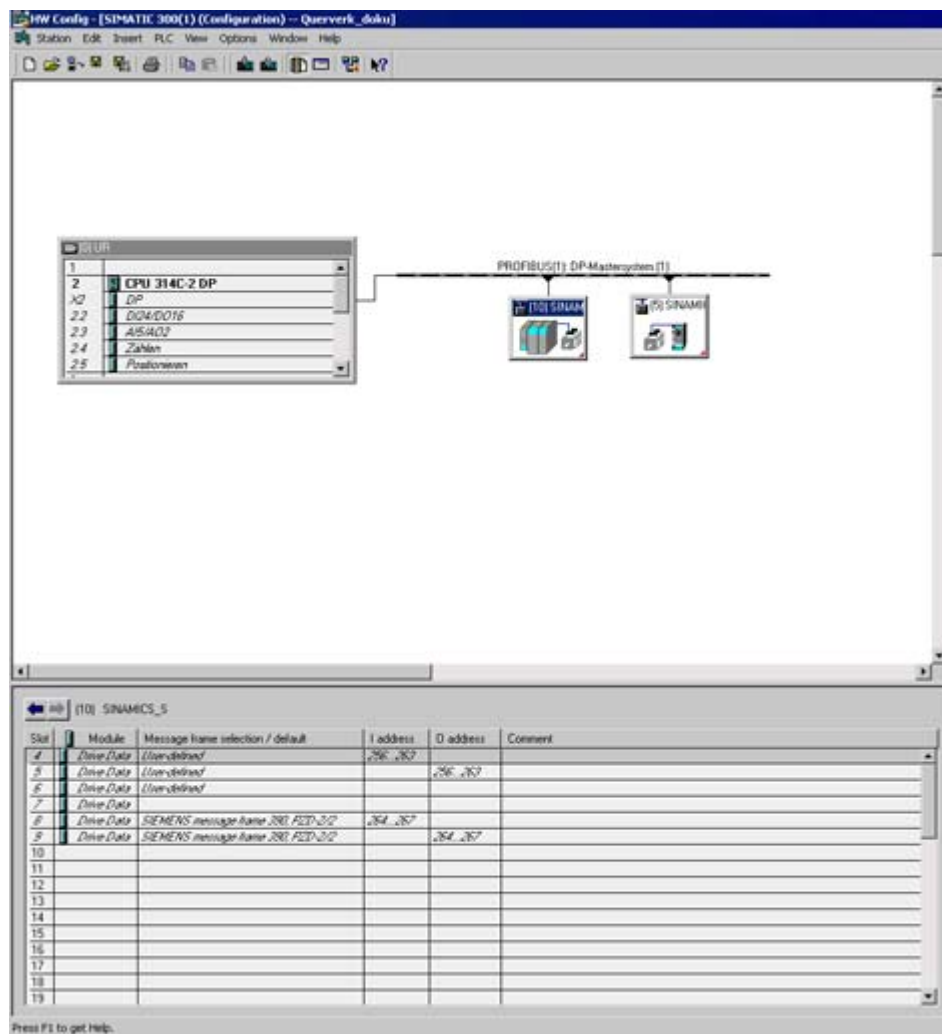 HW Config - [SIMATIC 300(1) (Configuration) -- Querverk_doku]
Station Edit Insert PLC View Options Window Help
(0) UR
1
2 CPU 314C-2 DP
X2 DP
2.2 DI24/DO16
2.3 AI5/AO2
2.4 Zählen
2.5 Positionieren
PROFIBUS(1): DP-Mastersystem (1)
(10) SINAM
(5) SINAMI
(10) SINAMICS_S
Slot Module Message frame selection / default I address Q address Comment
4 Drive Data User-defined 256...263
5 Drive Data User-defined 256...263
6 Drive Data User-defined
7 Drive Data
8 Drive Data SIEMENS message frame 390, PZD-2/2 264...267
9 Drive Data SIEMENS message frame 390, PZD-2/2 264...267
10
11
12
13
14
15
16
17
18
19
Press F1 to get Help.